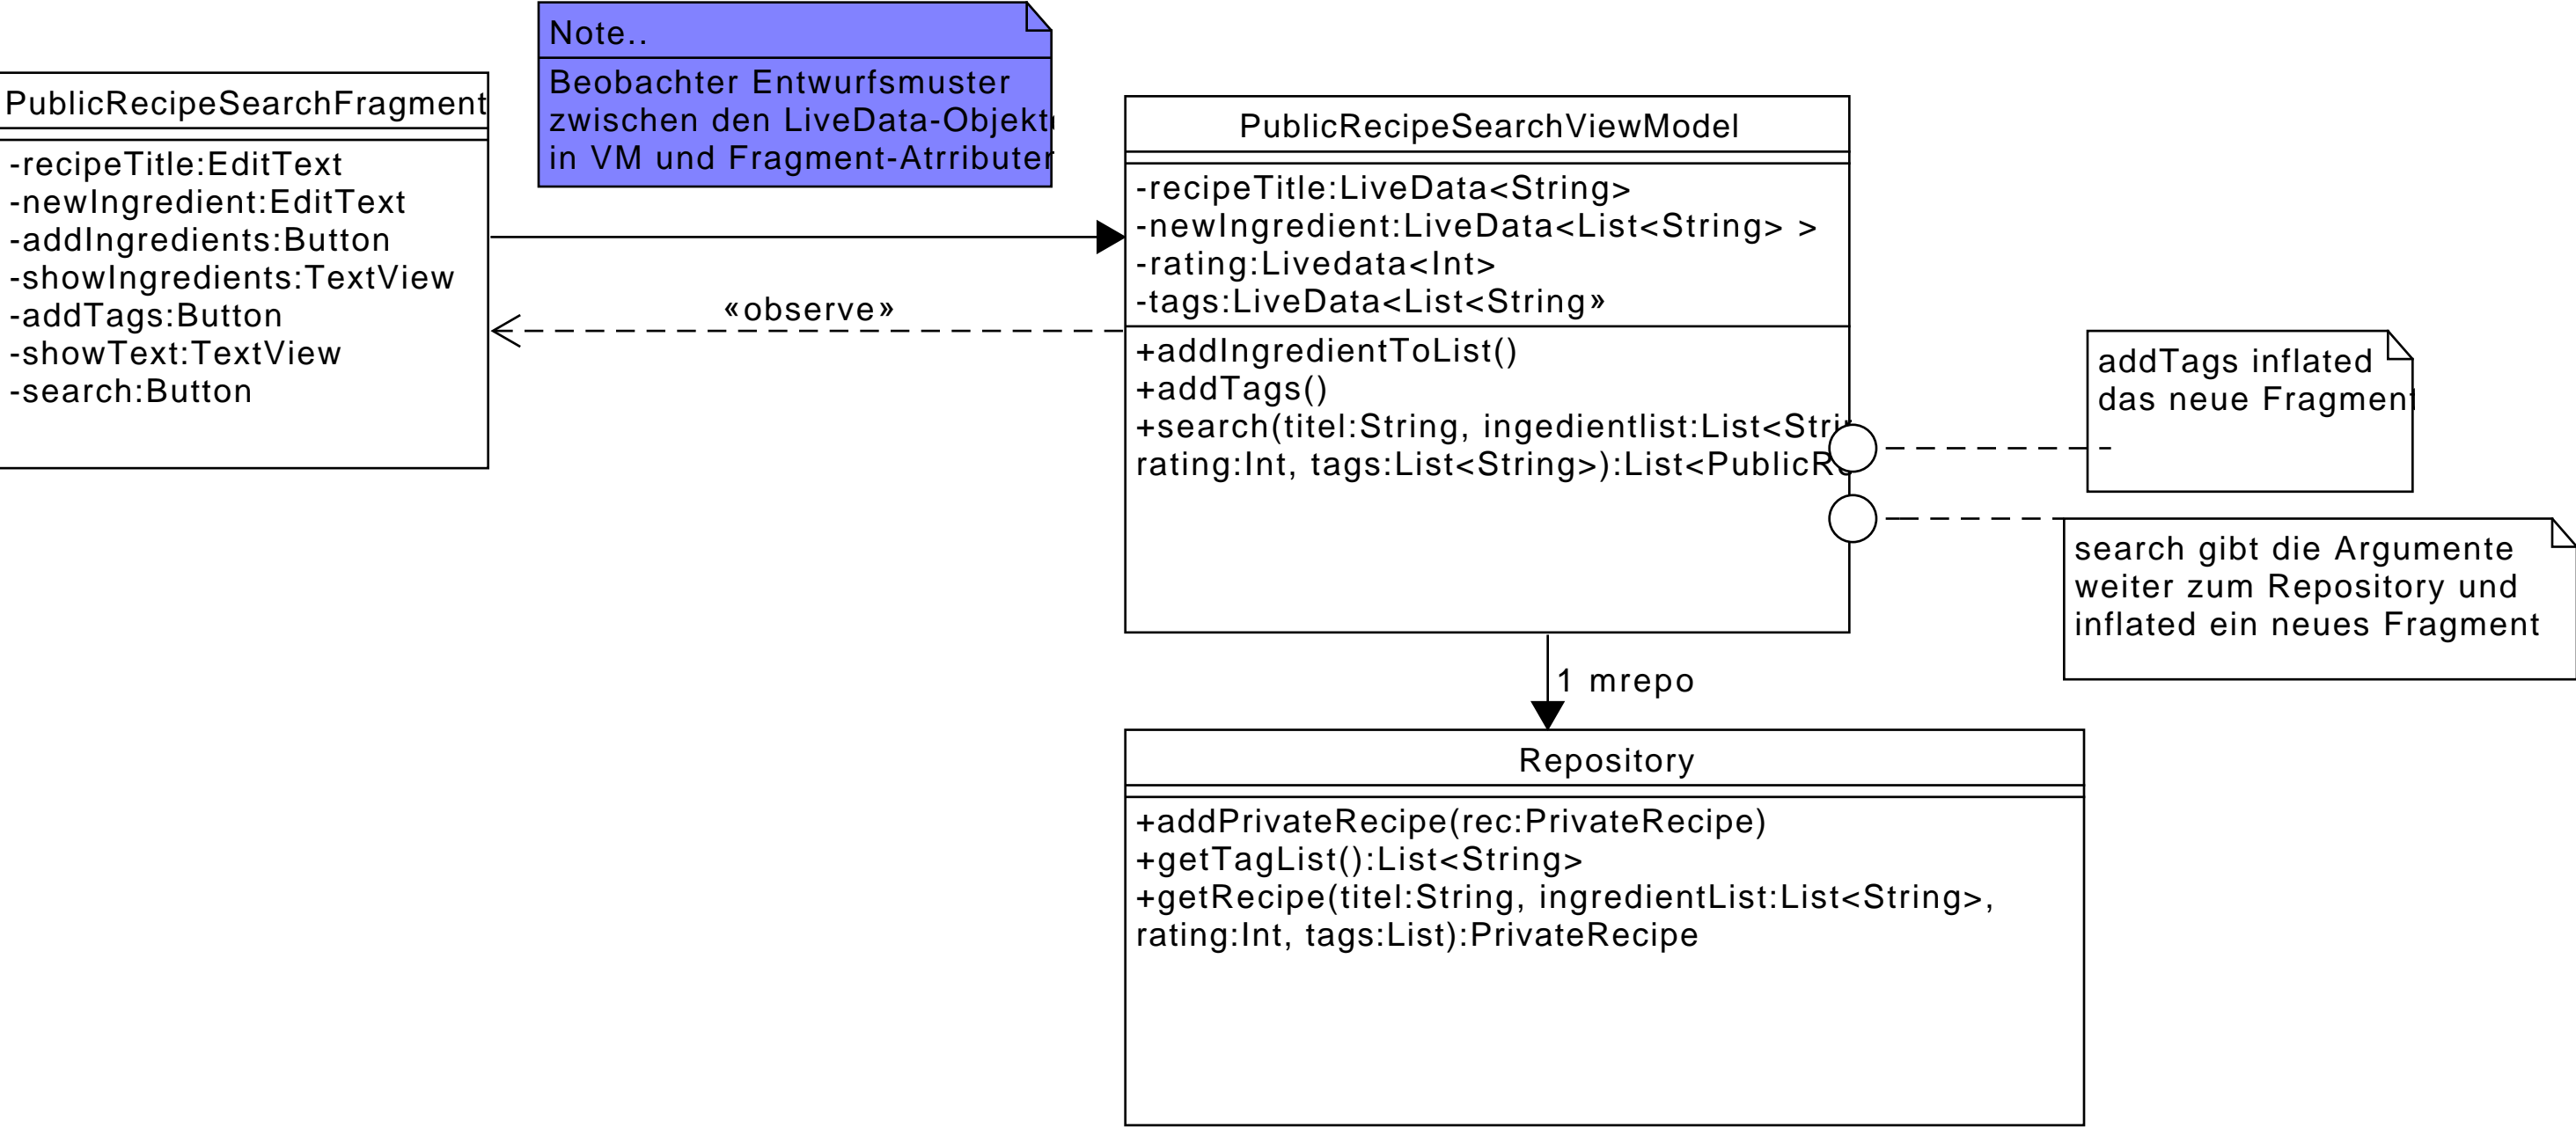 PublicRecipeSearchFragment
-recipeTitle:EditText
-newIngredient:EditText
-addIngredients:Button
-showIngredients:TextView
-addTags:Button
-showText:TextView
-search:Button
Note..
Beobachter Entwurfsmuster
zwischen den LiveData-Objekt
in VM und Fragment-Atrributen
«observe»
PublicRecipeSearchViewModel
-recipeTitle:LiveData<String>
-newIngredient:LiveData<List<String> >
-rating:Livedata<Int>
-tags:LiveData<List<String»
+addIngredientToList()
+addTags()
+search(titel:String, ingedientlist:List<Strin
rating:Int, tags:List<String>):List<PublicRe
addTags inflated
das neue Fragment
search gibt die Argumente
weiter zum Repository und
inflated ein neues Fragment
1 mrepo
Repository
+addPrivateRecipe(rec:PrivateRecipe)
+getTagList():List<String>
+getRecipe(titel:String, ingredientList:List<String>,
rating:Int, tags:List):PrivateRecipe